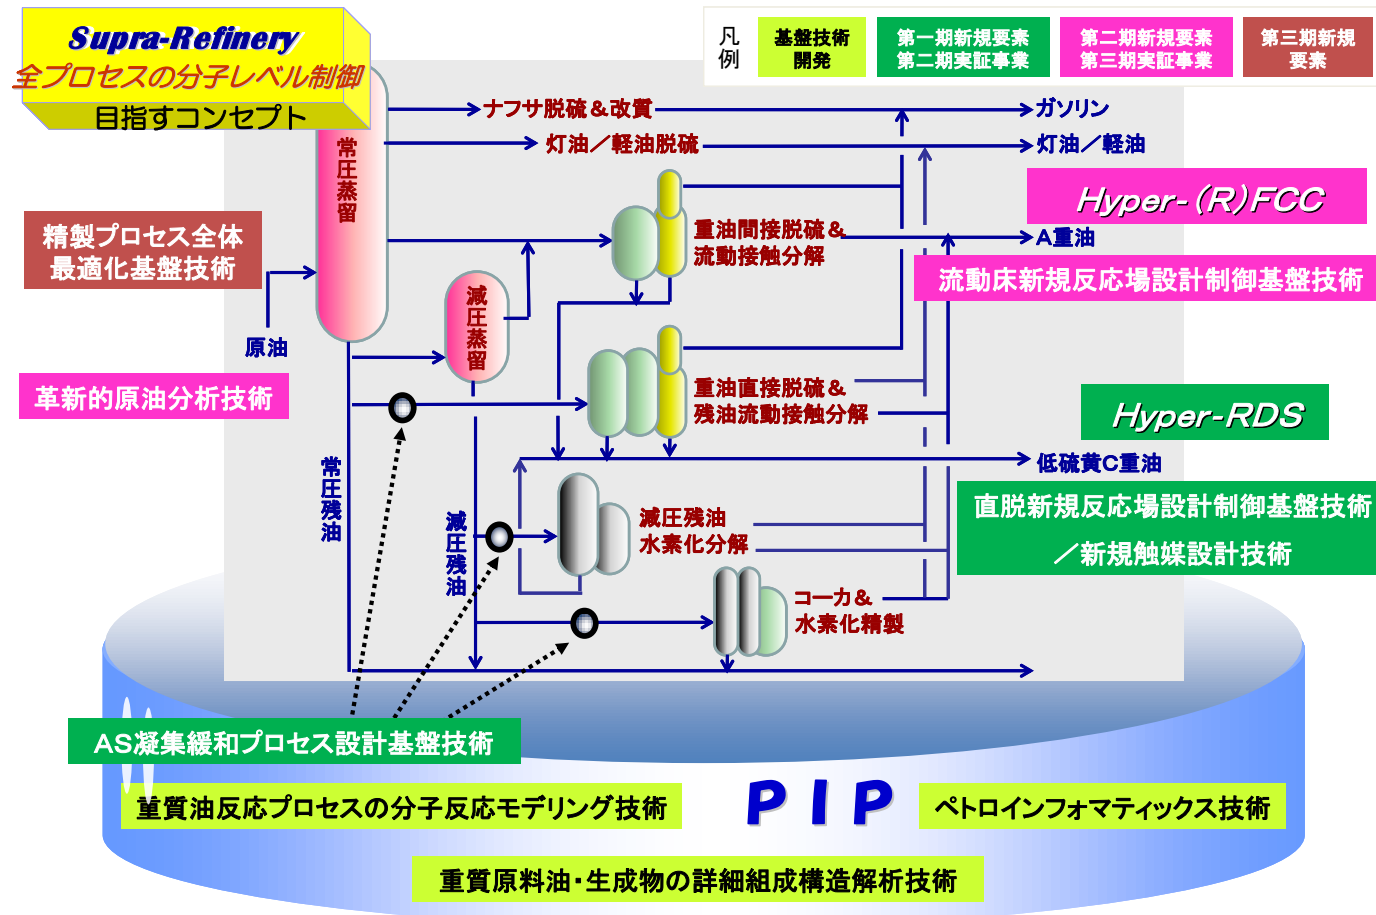 Supra-Refinery
全プロセスの分子レベル制御
目指すコンセプト
凡例
基盤技術
開発
第一期新規要素
第二期実証事業
第二期新規要素
第三期実証事業
第三期新規
要素
ナフサ脱硫＆改質
ガソリン
灯油／軽油脱硫
灯油／軽油
常圧蒸留
Hyper-（R）FCC
精製プロセス全体
最適化基盤技術
重油間接脱硫＆
流動接触分解
A重油
流動床新規反応場設計制御基盤技術
減圧蒸留
原油
革新的原油分析技術
重油直接脱硫＆
残油流動接触分解
Hyper-RDS
常圧残油
低硫黄C重油
減圧残油
減圧残油
水素化分解
直脱新規反応場設計制御基盤技術
／新規触媒設計技術
コーカ＆
水素化精製
AS凝集緩和プロセス設計基盤技術
重質油反応プロセスの分子反応モデリング技術
PIP
ペトロインフォマティックス技術
重質原料油・生成物の詳細組成構造解析技術